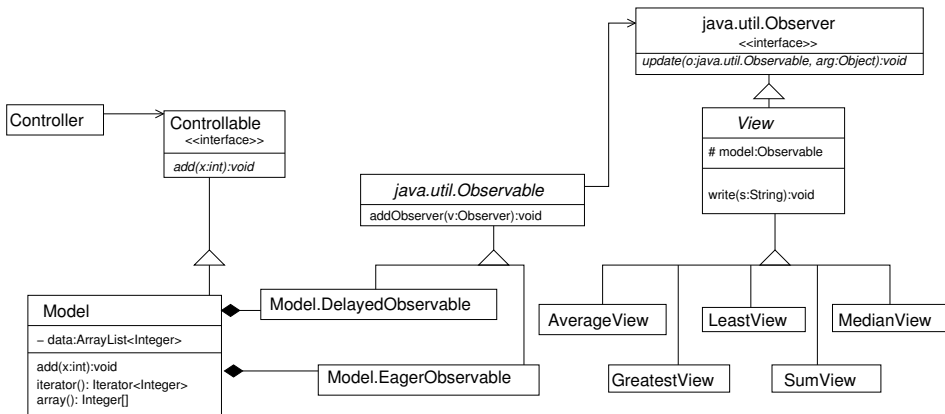 java.util.Observer
<<interface>>
update(o:java.util.Observable, arg:Object):void
Controller
Controllable
<<interface>>
add(x:int):void
View
# model:Observable
write(s:String):void
java.util.Observable
addObserver(v:Observer):void
Model
– data:ArrayList<Integer>
add(x:int):void
iterator(): Iterator<Integer>
array(): Integer[]
Model.DelayedObservable
Model.EagerObservable
AverageView
LeastView
MedianView
GreatestView
SumView